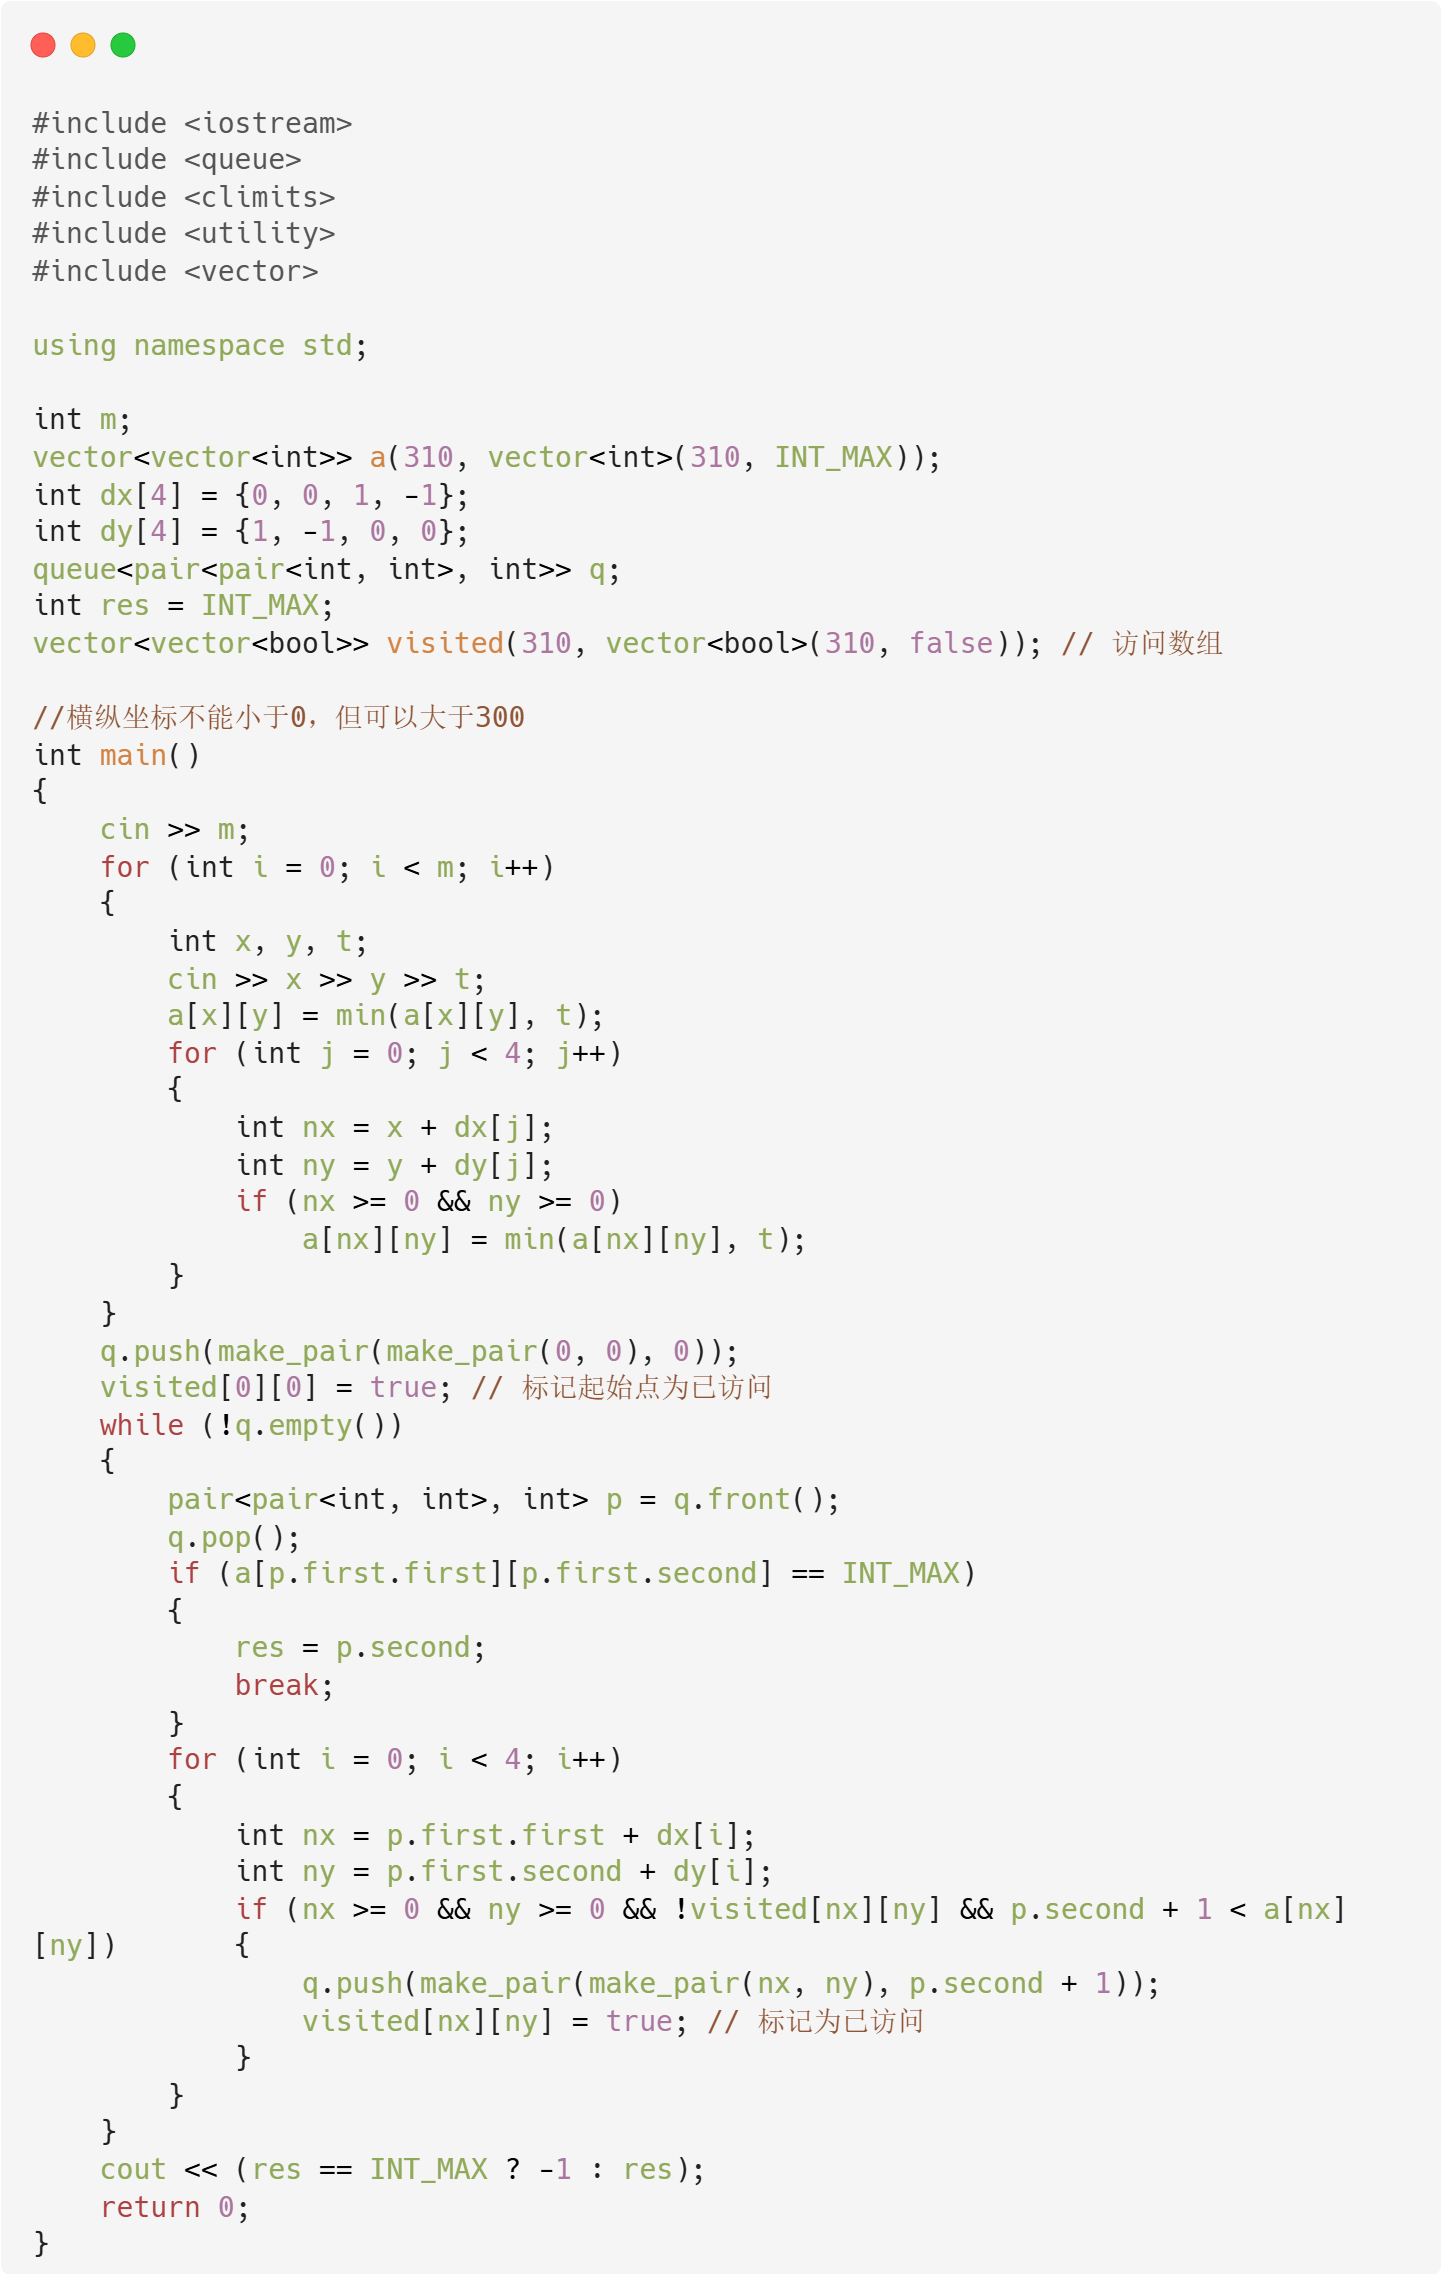 #include <iostream>
#include <queue>
#include <climits>
#include <utility>
#include <vector>

using namespace std;

int m;
vector<vector<int>> a(310, vector<int>(310, INT_MAX));
int dx[4] = {0, 0, 1, -1};
int dy[4] = {1, -1, 0, 0};
queue<pair<pair<int, int>, int>> q;
int res = INT_MAX;
vector<vector<bool>> visited(310, vector<bool>(310, false)); // 访问数组

//横纵坐标不能小于0，但可以大于300
int main()
{
    cin >> m;
    for (int i = 0; i < m; i++)
    {
        int x, y, t;
        cin >> x >> y >> t;
        a[x][y] = min(a[x][y], t);
        for (int j = 0; j < 4; j++)
        {
            int nx = x + dx[j];
            int ny = y + dy[j];
            if (nx >= 0 && ny >= 0)
                a[nx][ny] = min(a[nx][ny], t);
        }
    }
    q.push(make_pair(make_pair(0, 0), 0));
    visited[0][0] = true; // 标记起始点为已访问
    while (!q.empty())
    {
        pair<pair<int, int>, int> p = q.front();
        q.pop();
        if (a[p.first.first][p.first.second] == INT_MAX)
        {
            res = p.second;
            break;
        }
        for (int i = 0; i < 4; i++)
        {
            int nx = p.first.first + dx[i];
            int ny = p.first.second + dy[i];
            if (nx >= 0 && ny >= 0 && !visited[nx][ny] && p.second + 1 < a[nx]
[ny])       {
                q.push(make_pair(make_pair(nx, ny), p.second + 1));
                visited[nx][ny] = true; // 标记为已访问
            }
        }
    }
    cout << (res == INT_MAX ? -1 : res);
    return 0;
}